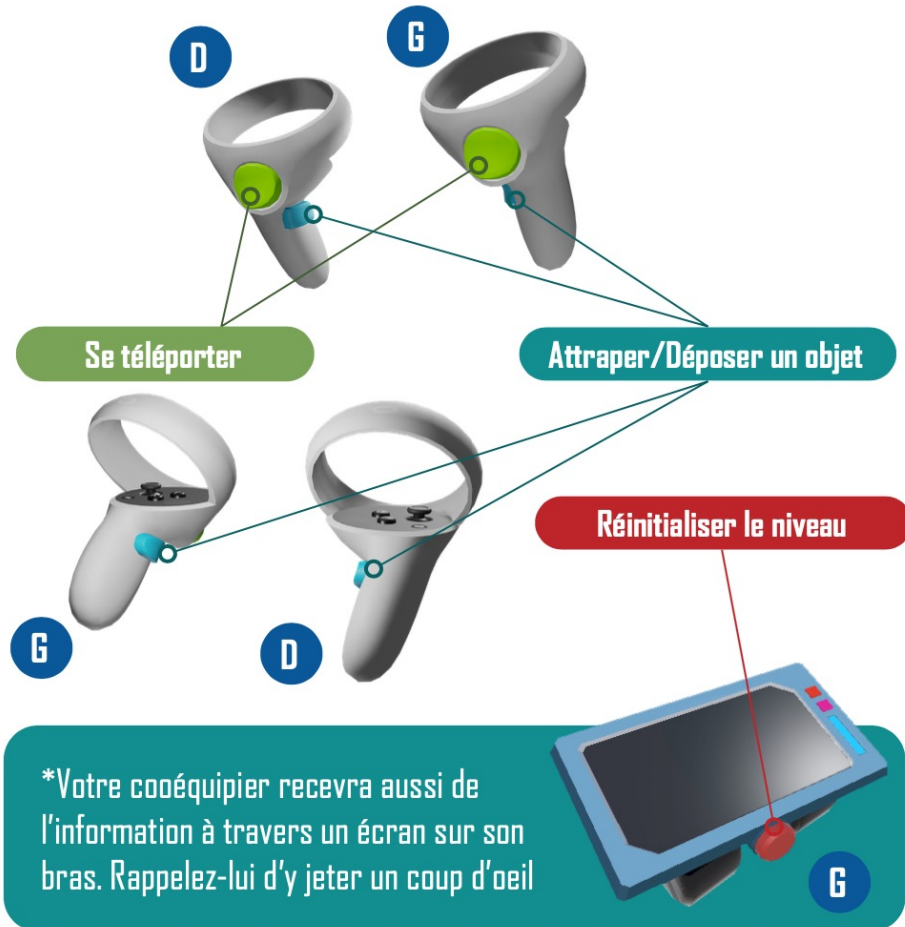 D
G
Se téléporter
Attraper/Déposer un objet
Réinitialiser le niveau
G
D
*Votre cooéquipier recevra aussi de
l'information à travers un écran sur son
bras. Rappelez-lui d'y jeter un coup d'oeil
G